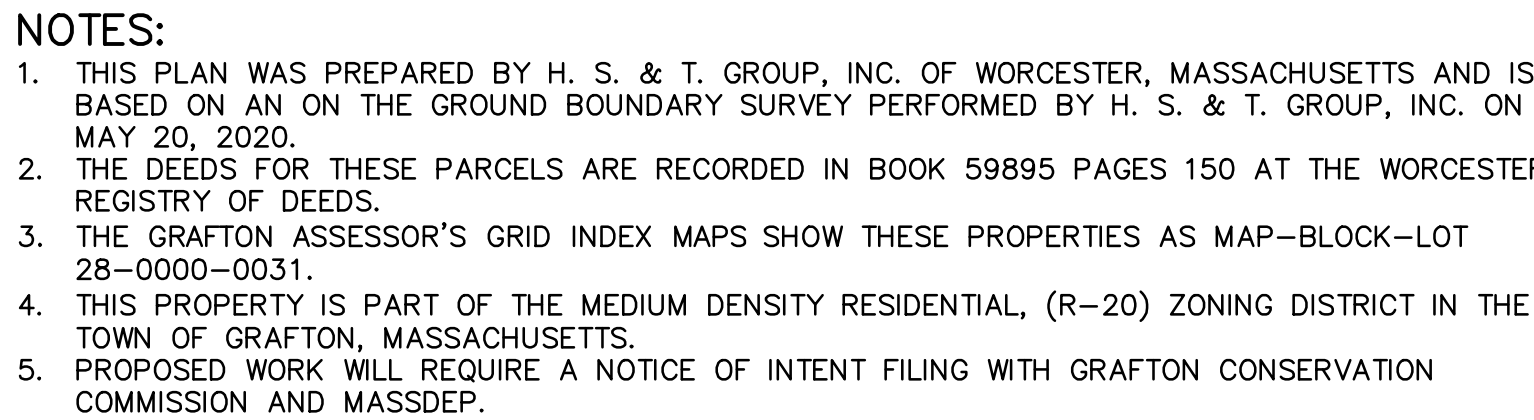 NOTES:
1. THIS PLAN WAS PREPARED BY H. S. & T. GROUP, INC. OF WORCESTER, MASSACHUSETTS AND IS
BASED ON AN ON THE GROUND BOUNDARY SURVEY PERFORMED BY H. S. & T. GROUP, INC. ON
MAY 20, 2020.
2. THE DEEDS FOR THESE PARCELS ARE RECORDED IN BOOK 59895 PAGES 150 AT THE WORCESTER
REGISTRY OF DEEDS.
3. THE GRAFTON ASSESSOR'S GRID INDEX MAPS SHOW THESE PROPERTIES AS MAP-BLOCK-LOT
28-0000-0031.
4. THIS PROPERTY IS PART OF THE MEDIUM DENSITY RESIDENTIAL, (R-20) ZONING DISTRICT IN THE
TOWN OF GRAFTON, MASSACHUSETTS.
5. PROPOSED WORK WILL REQUIRE A NOTICE OF INTENT FILING WITH GRAFTON CONSERVATION
COMMISSION AND MASSDEP.